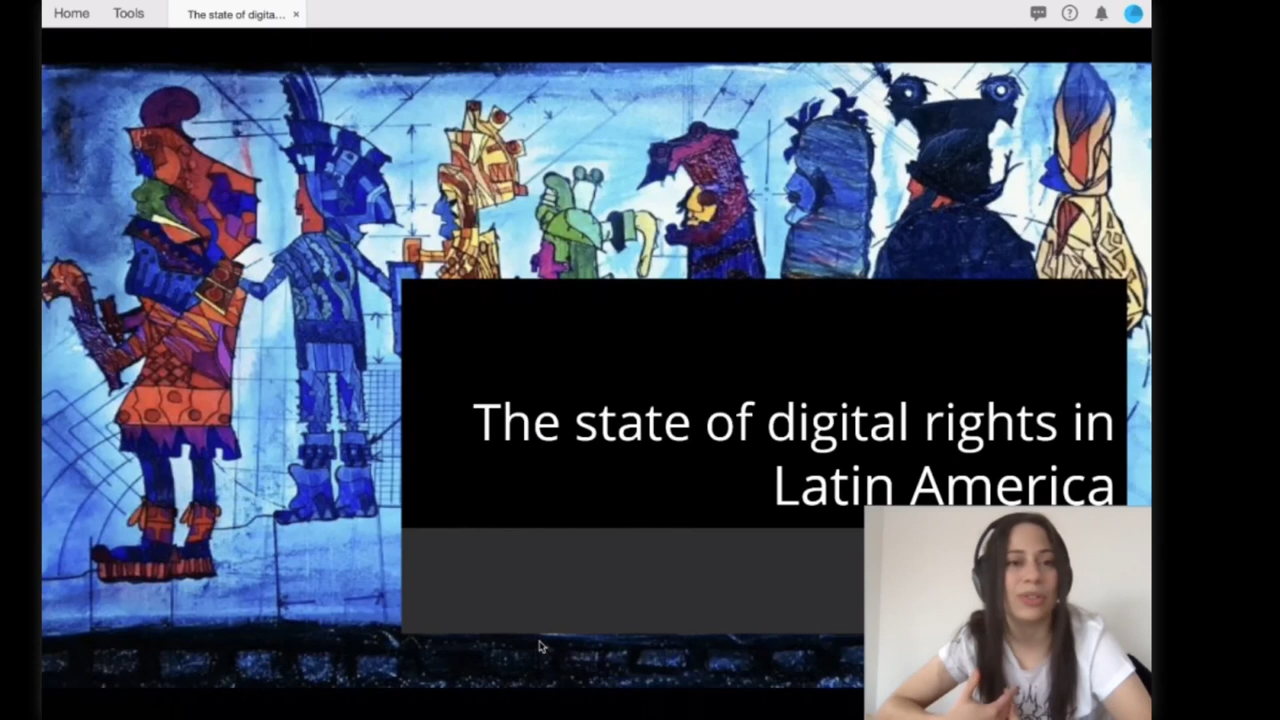 Home Tools The state of digita... ×
The state of digital rights in
Latin America